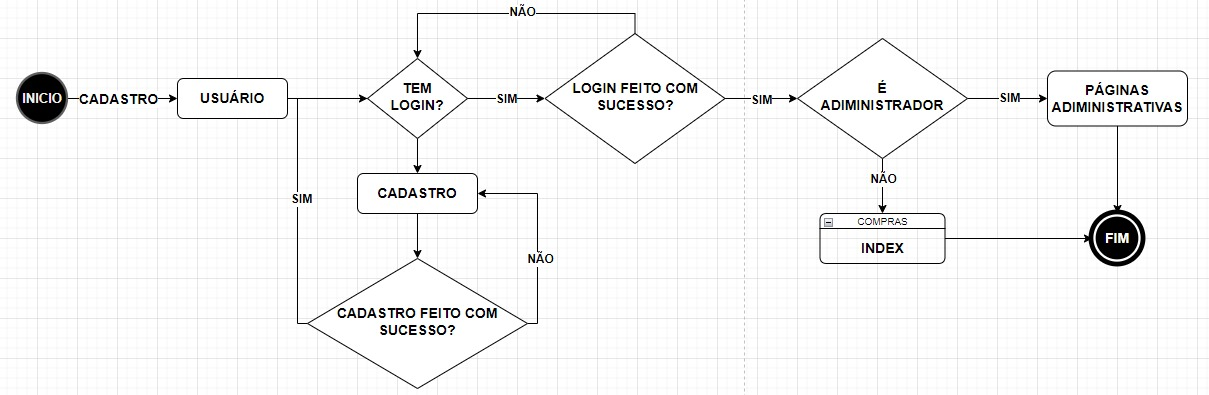 NÃO
INICIO
CADASTRO
USUÁRIO
TEM
LOGIN?
SIM
LOGIN FEITO COM
SUCESSO?
SIM
É
ADIMINISTRADOR
SIM
PÁGINAS
ADIMINISTRATIVAS
NÃO
CADASTRO
SIM
COMPRAS
INDEX
FIM
NÃO
CADASTRO FEITO COM
SUCESSO?